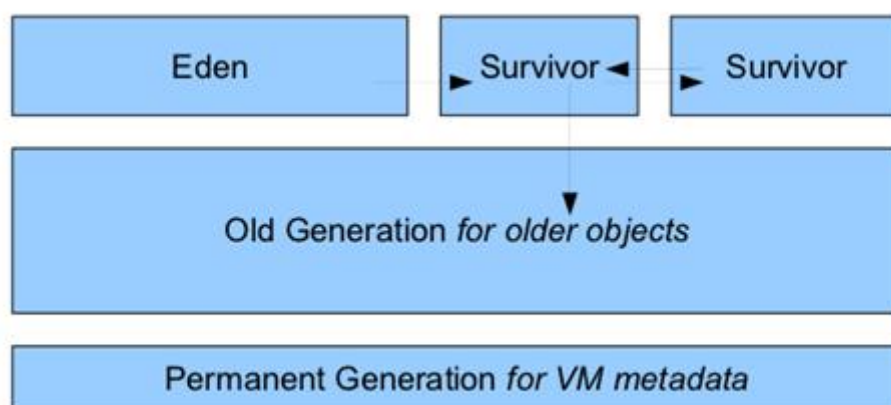 Eden
Survivor
Survivor
Old Generation for older objects
Permanent Generation for VM metadata